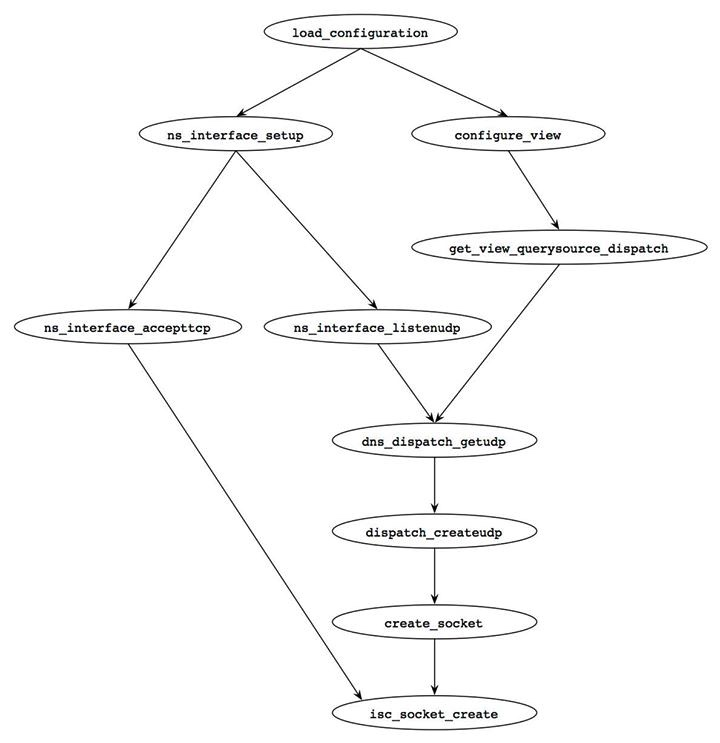 load_configuration
ns_interface_setup
configure_view
get_view_querysource_dispatch
ns_interface_accepttcp
ns_interface_listenudp
dns_dispatch_getudp
dispatch_createudp
create_socket
isc_socket_create